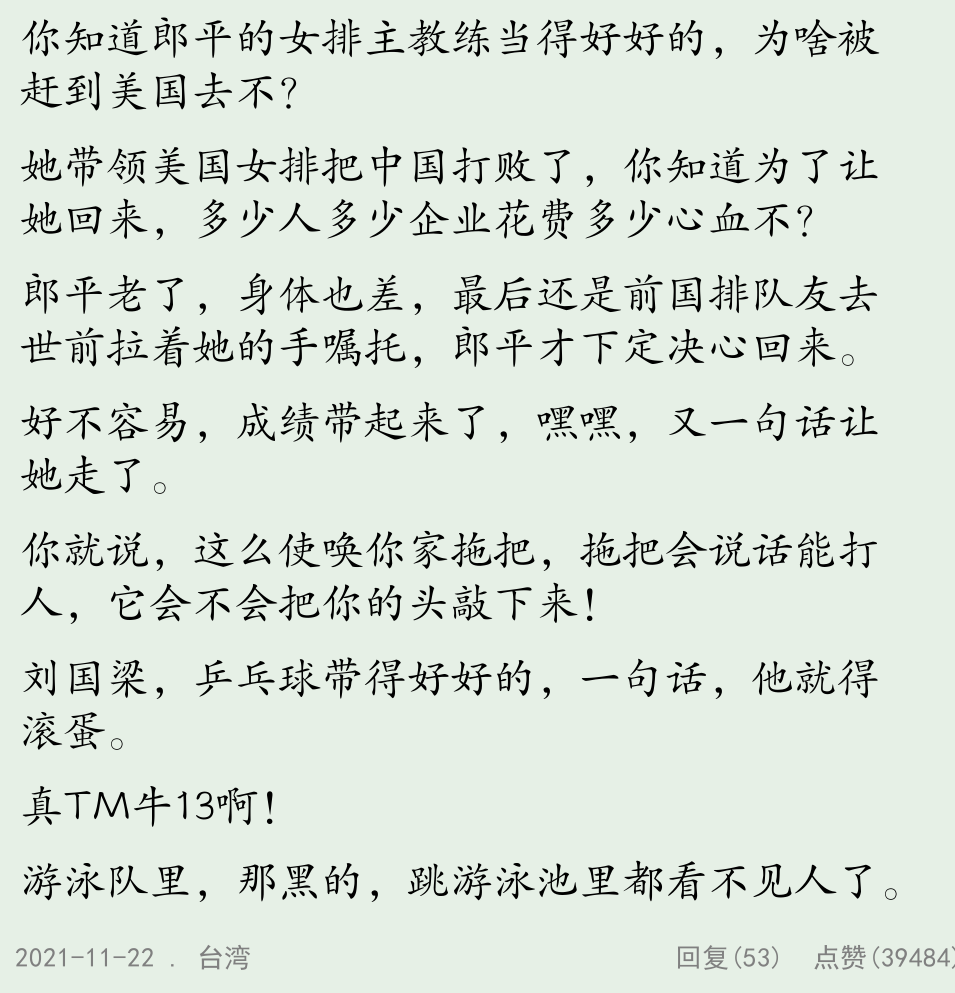 你知道郎平的女排主教练当得好好的，为啥被
赶到美国去不？
她带领美国女排把中国打败了，你知道为了让
她回来，多少人多少企业花费多少心血不？
郎平老了，身体也差，最后还是前国排队友去
世前拉着她的手嘱托，郎平才下定决心回来。
好不容易，成绩带起来了，嘿嘿，又一句话让
她走了。
你就说，这么使唤你家拖把，拖把会说话能打
人，它会不会把你的头敲下来！
刘国梁，乒乓球带得好好的，一句话，他就得
滚蛋。
真TM牛13啊！
游泳队里，那黑的，跳游泳池里都看不见人了。
2021-11-22 . 台湾 回复(53) 点赞(39484)